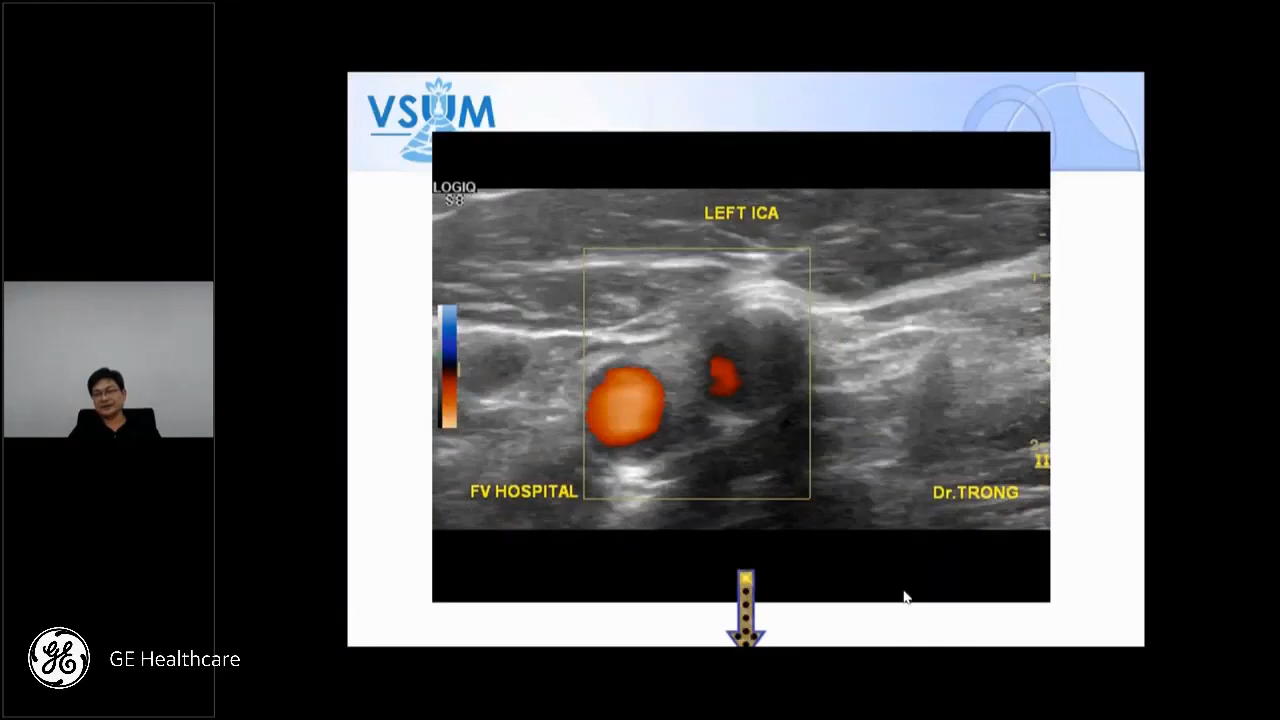 VSUM
LOGIQ
S8
LEFT ICA
FV HOSPITAL
Dr.TRONG
GE Healthcare